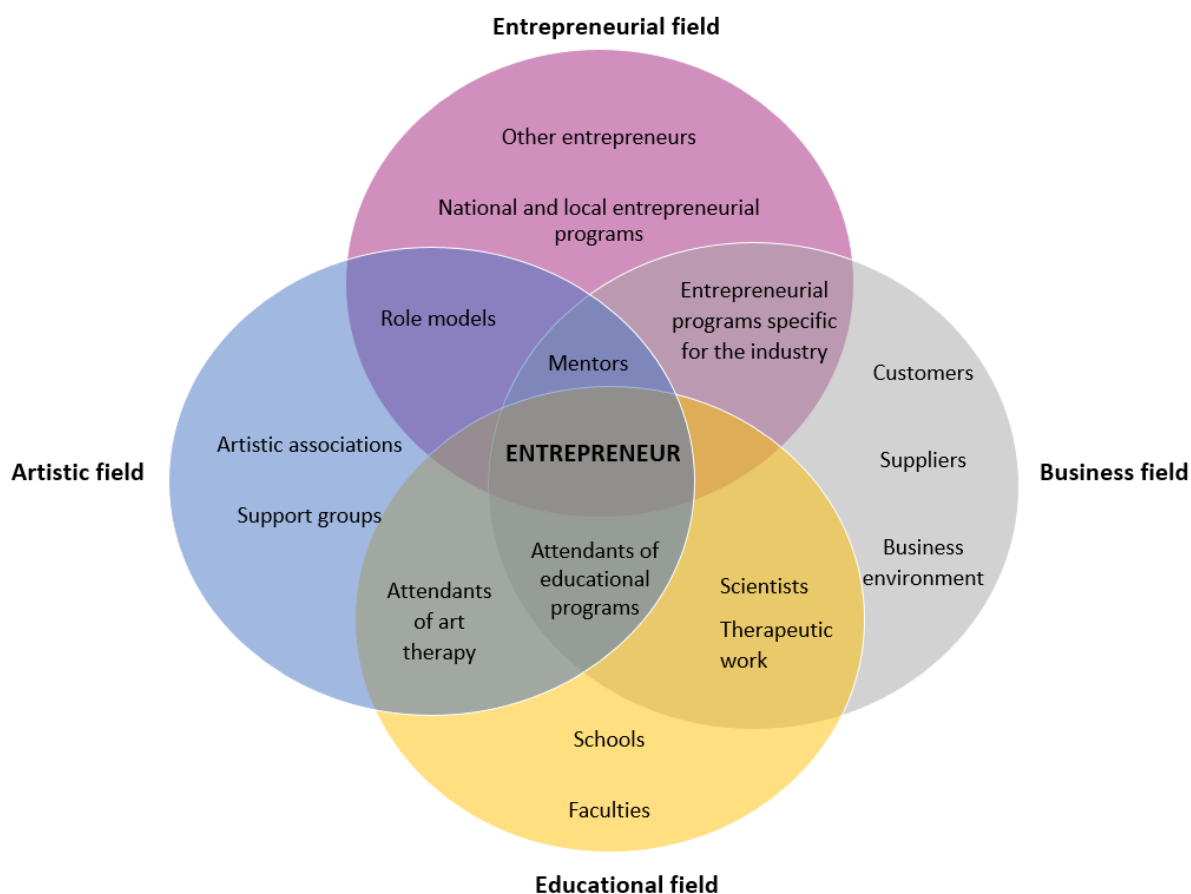 Entrepreneurial field
Other entrepreneurs
National and local entrepreneurial
programs
Role models
Mentors
Entrepreneurial
programs specific
for the industry
Customers
Artistic field
Artistic associations
Support groups
ENTREPRENEUR
Suppliers
Business field
Business
environment
Attendants
of art
therapy
Attendants of
educational
programs
Scientists
Therapeutic
work
Schools
Faculties
Educational field